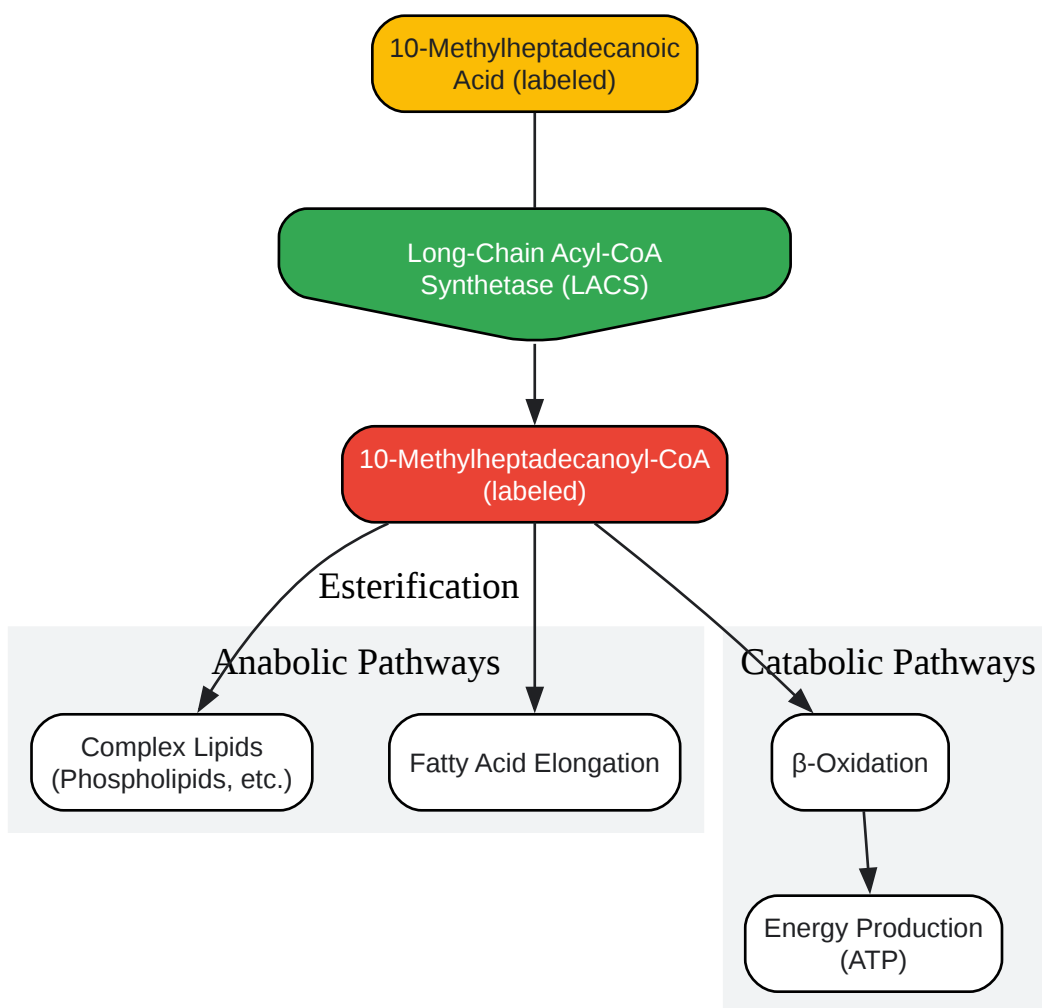 10-Methylheptadecanoic
Acid (labeled)
Long-Chain Acyl-CoA
Synthetase (LACS)
10-Methylheptadecanoyl-CoA
(labeled)
Esterification
Anabolic Pathways
Catabolic Pathways
Complex Lipids
(Phospholipids, etc.)
Fatty Acid Elongation
β-Oxidation
Energy Production
(ATP)